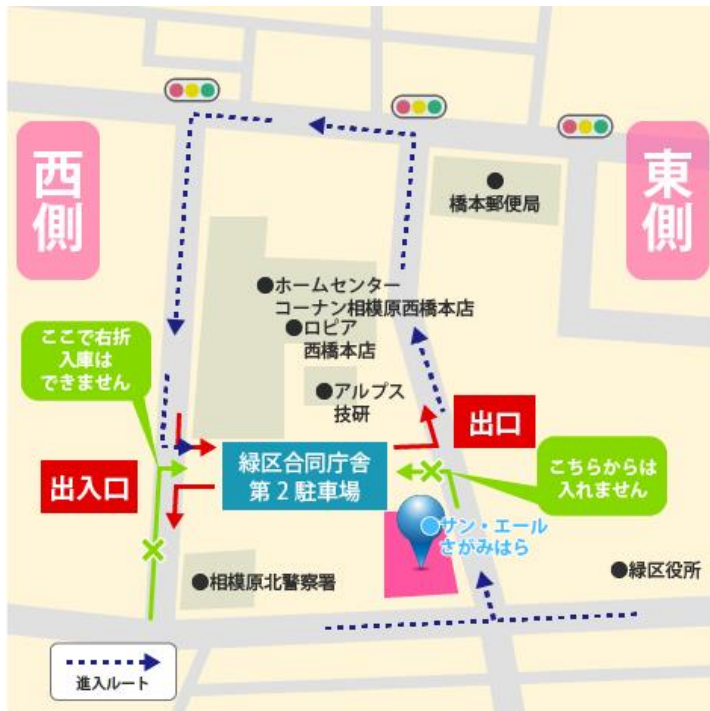 西側
東側
●橋本郵便局
●ホームセンター
コーナン相模原西橋本店
●ロピア
西橋本店
ここで右折
入庫は
できません
●アルプス
技研
出口
緑区合同庁舎
第2駐車場
こちらからは
入れません
出入口
●サン・エール
さがみはら
●緑区役所
●相模原北警察署
進入ルート